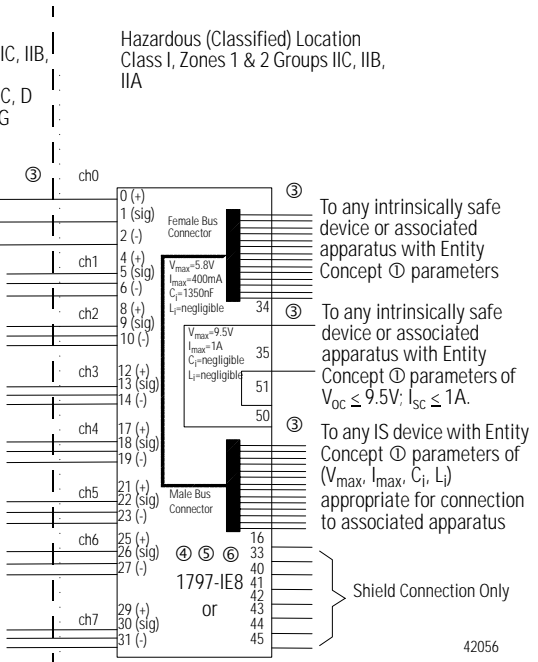 IC, IIB,
C, D
G
Hazardous (Classified) Location
Class I, Zones 1 & 2 Groups IIC, IIB,
IIA
③
ch0
0 (+)
1 (sig)
2 (-)
ch1
4 (+)
5 (sig)
6 (-)
ch2
8 (+)
9 (sig)
10 (-)
ch3
12 (+)
13 (sig)
14 (-)
ch4
17 (+)
18 (sig)
19 (-)
ch5
21 (+)
22 (sig)
23 (-)
ch6
25 (+)
26 (sig)
27 (-)
ch7
29 (+)
30 (sig)
31 (-)
Female Bus
Connector
Vmax=5.8V
Imax=400mA
Ci=1350nF
Li=negligible
34
Vmax=9.5V
Imax=1A
Ci=negligible
Li=negligible
35
51
50
Male Bus
Connector
④ ⑤ ⑥
1797-IE8
or
16
33
40
41
42
43
44
45
③
To any intrinsically safe
device or associated
apparatus with Entity
Concept ① parameters
③
To any intrinsically safe
device or associated
apparatus with Entity
Concept ① parameters of
Voc ≤ 9.5V; Isc ≤ 1A.
③
To any IS device with Entity
Concept ① parameters of
(Vmax, Imax, Ci, Li)
appropriate for connection
to associated apparatus
Shield Connection Only
42056